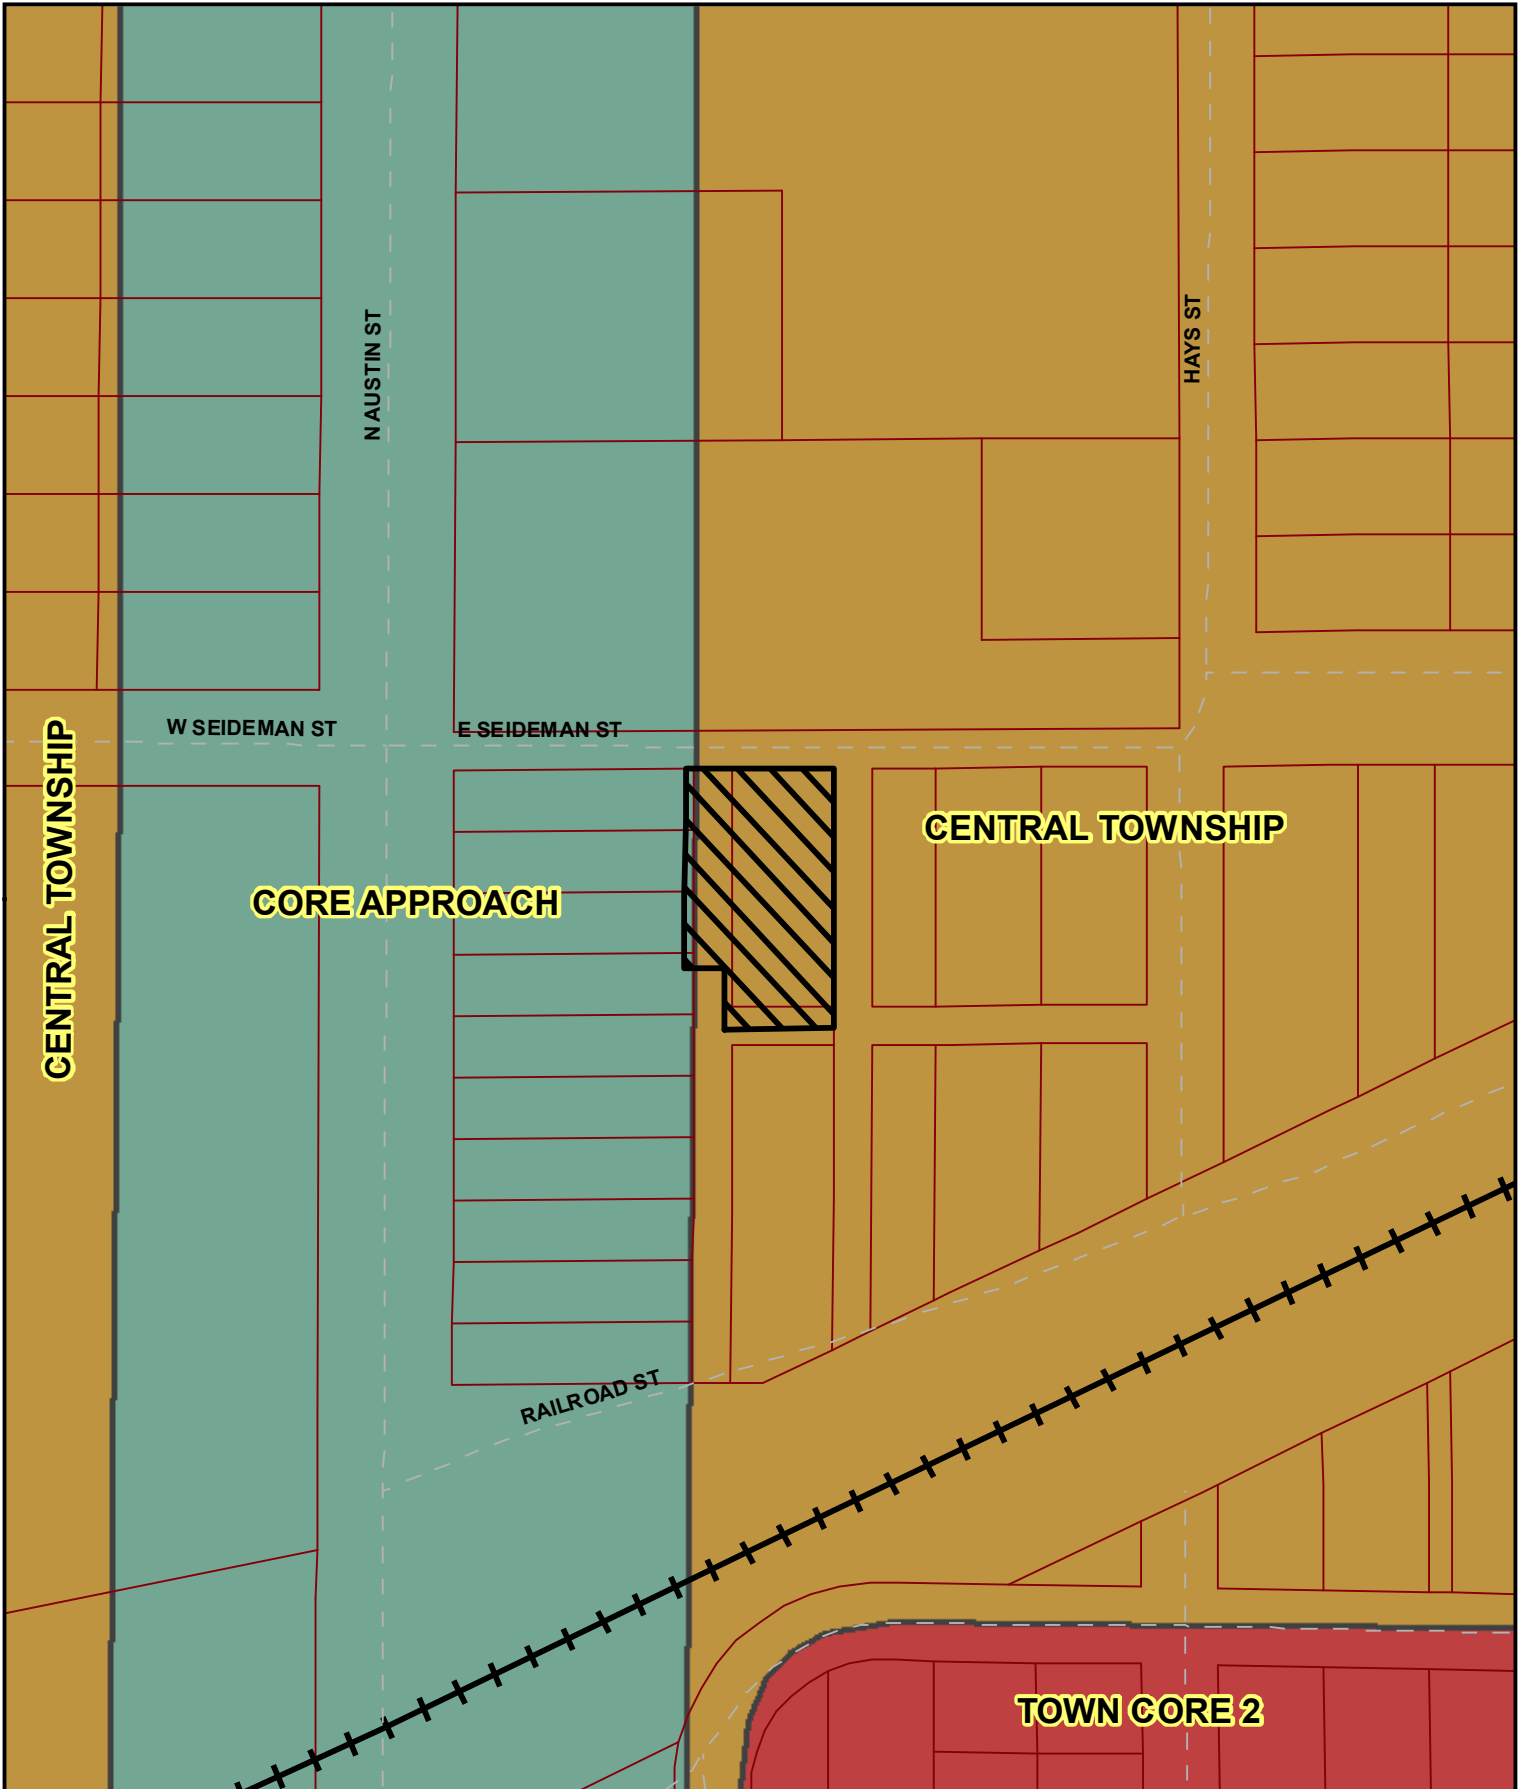 N AUSTIN ST
HAYS ST
W SEIDEMAN ST
E SEIDEMAN ST
CENTRAL TOWNSHIP
CENTRAL TOWNSHIP
CORE APPROACH
RAILROAD ST
TOWN CORE 2